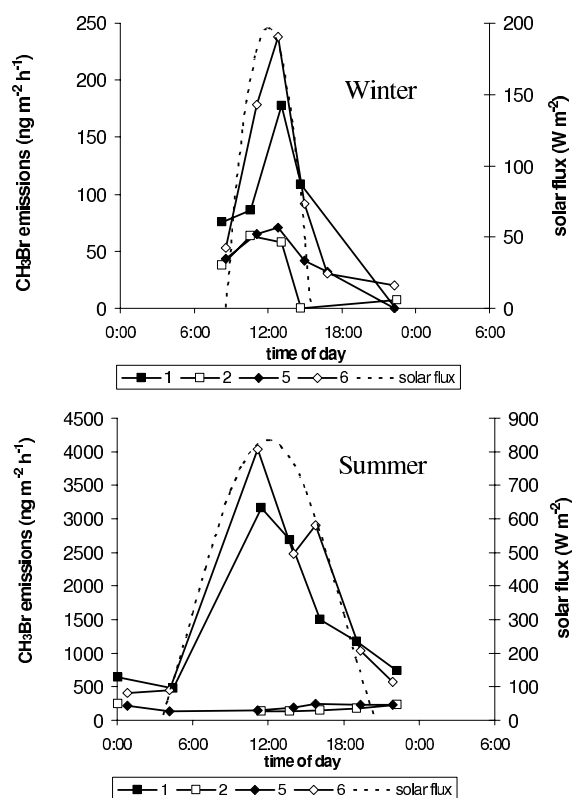 250
200
150
100
50
0
CH3Br emissions (ng m-2 h-1)
200
150
100
50
0
solar flux (W m-2)
Winter
0:00 6:00 12:00 18:00 0:00 6:00
time of day
1 2 5 6 solar flux
4500
4000
3500
3000
2500
2000
1500
1000
500
0
CH3Br emissions (ng m-2 h-1)
900
800
700
600
500
400
300
200
100
0
solar flux (W m-2)
Summer
0:00 6:00 12:00 18:00 0:00 6:00
time of day
1 2 5 6 solar flux